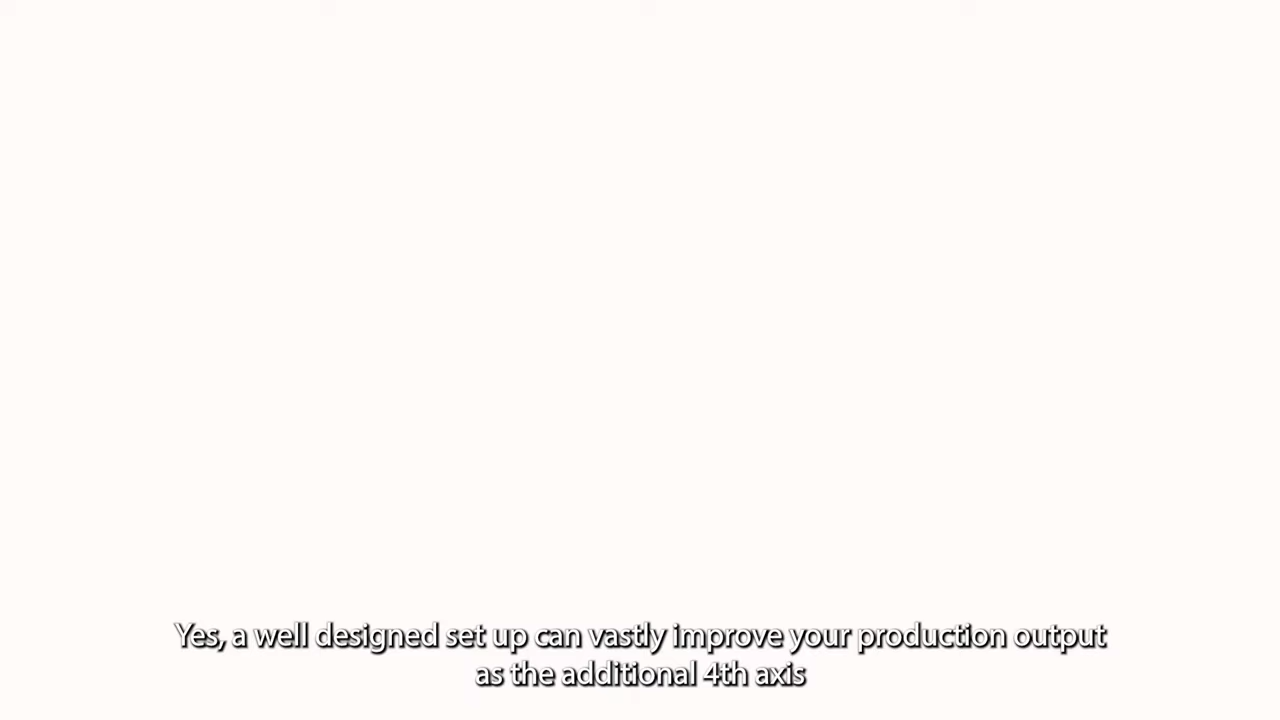 Yes, a well designed set up can vastly improve your production output
as the additional 4th axis